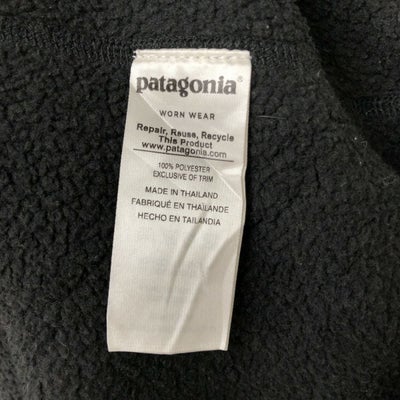 patagonia®
WORN WEAR
Repair, Reuse, Recycle
This Product
www.patagonia.com
100% POLYESTER
EXCLUSIVE OF TRIM
MADE IN THAILAND
FABRIQUÉ EN THAÏLANDE
HECHO EN TAILANDIA